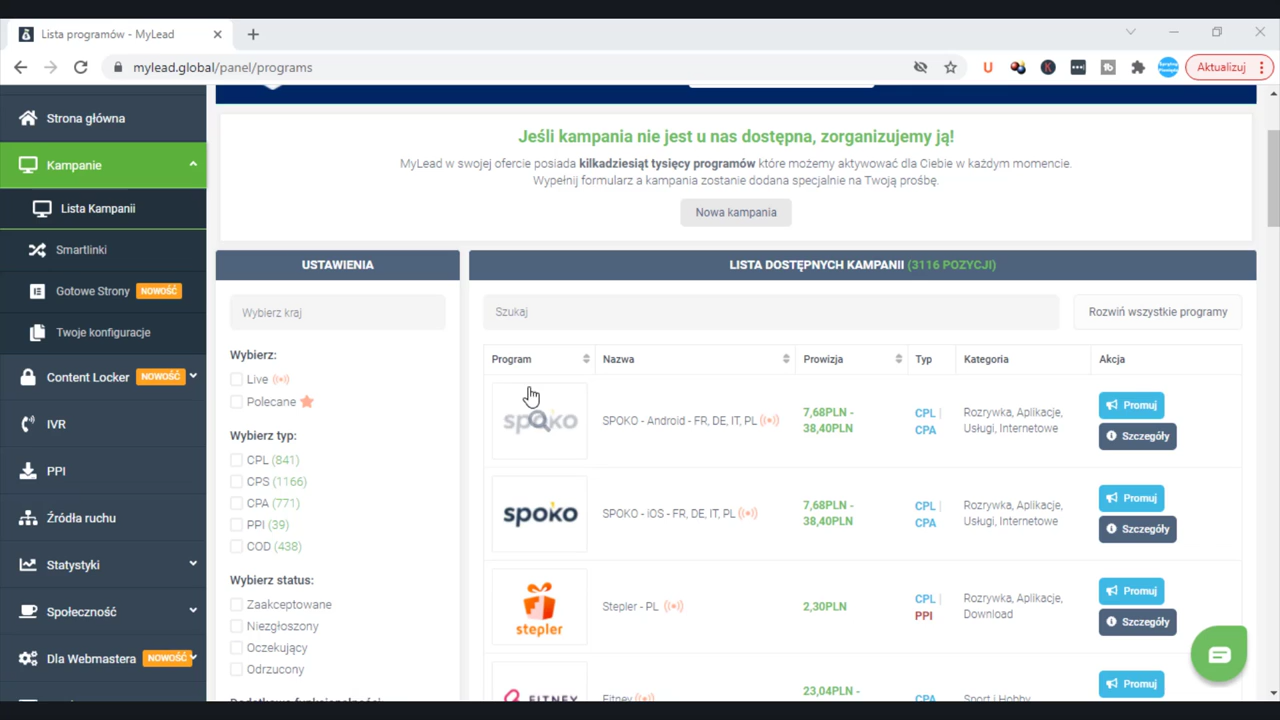 Lista programów - MyLead
mylead.global/panel/programs
Aktualizuj
Strona główna
Kampanie
Lista Kampanii
Smartlinki
Gotowe Strony NOWOŚĆ
Twoje konfiguracje
Content Locker NOWOŚĆ
IVR
PPI
Źródła ruchu
Statystyki
Społeczność
Dla Webmastera NOWOŚĆ
Jeśli kampania nie jest u nas dostępna, zorganizujemy ją!
MyLead w swojej ofercie posiada kilkadziesiąt tysięcy programów które możemy aktywować dla Ciebie w każdym momencie.
Wypełnij formularz a kampania zostanie dodana specjalnie na Twoją prośbę.
Nowa kampania
USTAWIENIA
Wybierz kraj
Wybierz:
Live
Polecane
Wybierz typ:
CPL (841)
CPS (1166)
CPA (771)
PPI (39)
COD (438)
Wybierz status:
Zaakceptowane
Niezgłoszony
Oczekujący
Odrzucony
Dodatkowe funkcjonalności:
LISTA DOSTĘPNYCH KAMPANII (3116 POZYCJI)
Szukaj
Rozwiń wszystkie programy
Program Nazwa Prowizja Typ Kategoria Akcja
spoko
SPOKO - Android - FR, DE, IT, PL
7,68PLN -
38,40PLN
CPL |
CPA
Rozrywka, Aplikacje,
Usługi, Internetowe
Promuj
Szczegóły
spoko
SPOKO - iOS - FR, DE, IT, PL
7,68PLN -
38,40PLN
CPL |
CPA
Rozrywka, Aplikacje,
Usługi, Internetowe
Promuj
Szczegóły
stepler
Stepler - PL
2,30PLN
CPL |
PPI
Rozrywka, Aplikacje,
Download
Promuj
Szczegóły
FITNEY
Fitney
23,04PLN -
CPA
Sport i Hobby
Promuj